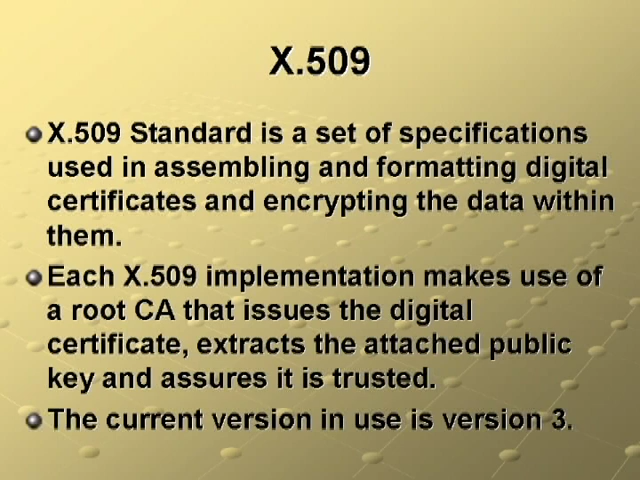 X.509
X.509 Standard is a set of specifications
used in assembling and formatting digital
certificates and encrypting the data within
them.
Each X.509 implementation makes use of
a root CA that issues the digital
certificate, extracts the attached public
key and assures it is trusted.
The current version in use is version 3.